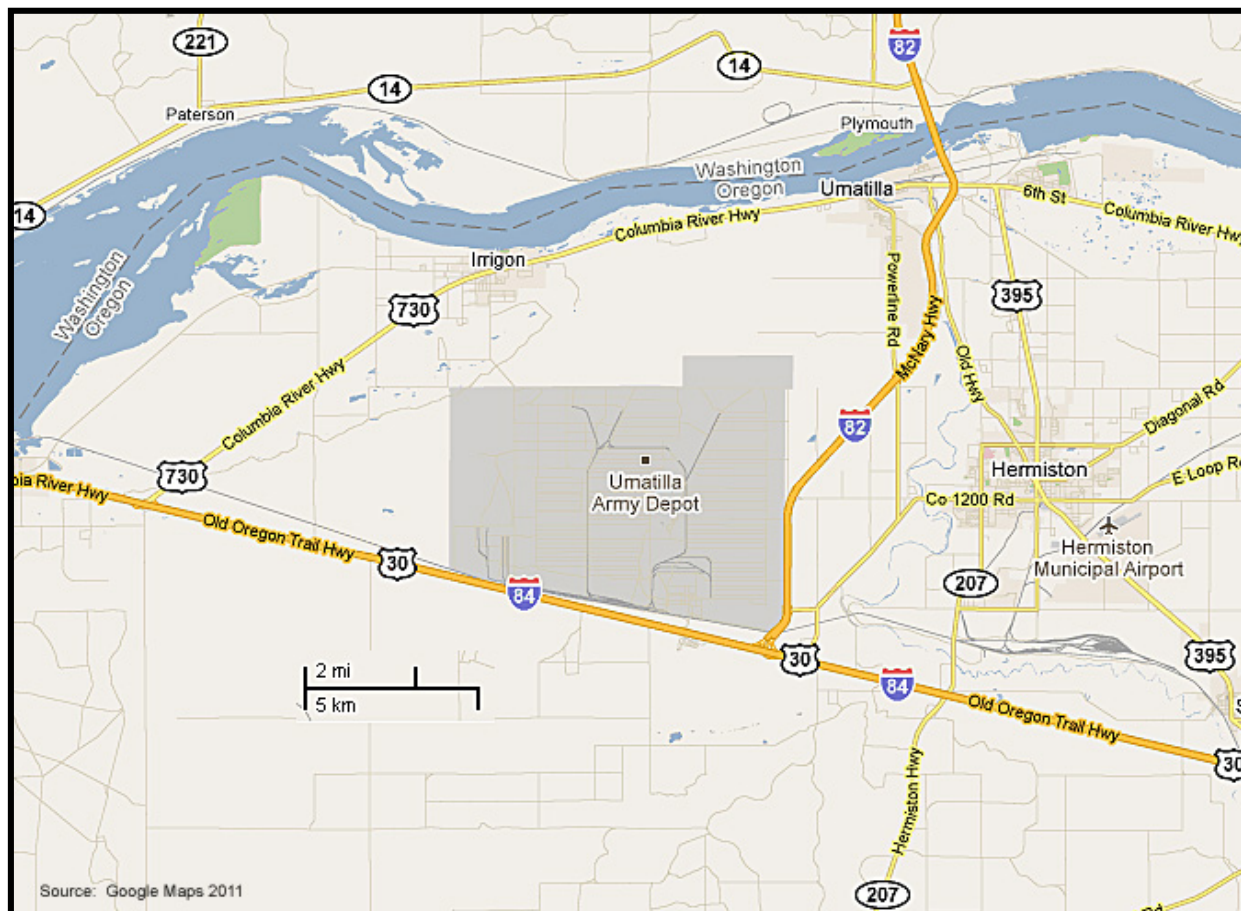 221
82
14
14
Paterson
Plymouth
Washington
Oregon
Umatilla
6th St
14
Columbia River Hwy
Columbia River Hwy
Irrigon
Washington
Oregon
730
395
Powerline Rd
McNary Hwy
Old Hwy
Columbia River Hwy
Diagonal Rd
82
Umatilla
Army Depot
Hermiston
E Loop Rd
730
River Hwy
Co 1200 Rd
Old Oregon Trail Hwy
30
Hermiston
Municipal Airport
207
84
30
395
2 mi
5 km
84
Old Oregon Trail Hwy
S
30
Hermiston Hwy
207
Source: Google Maps 2011
Rd